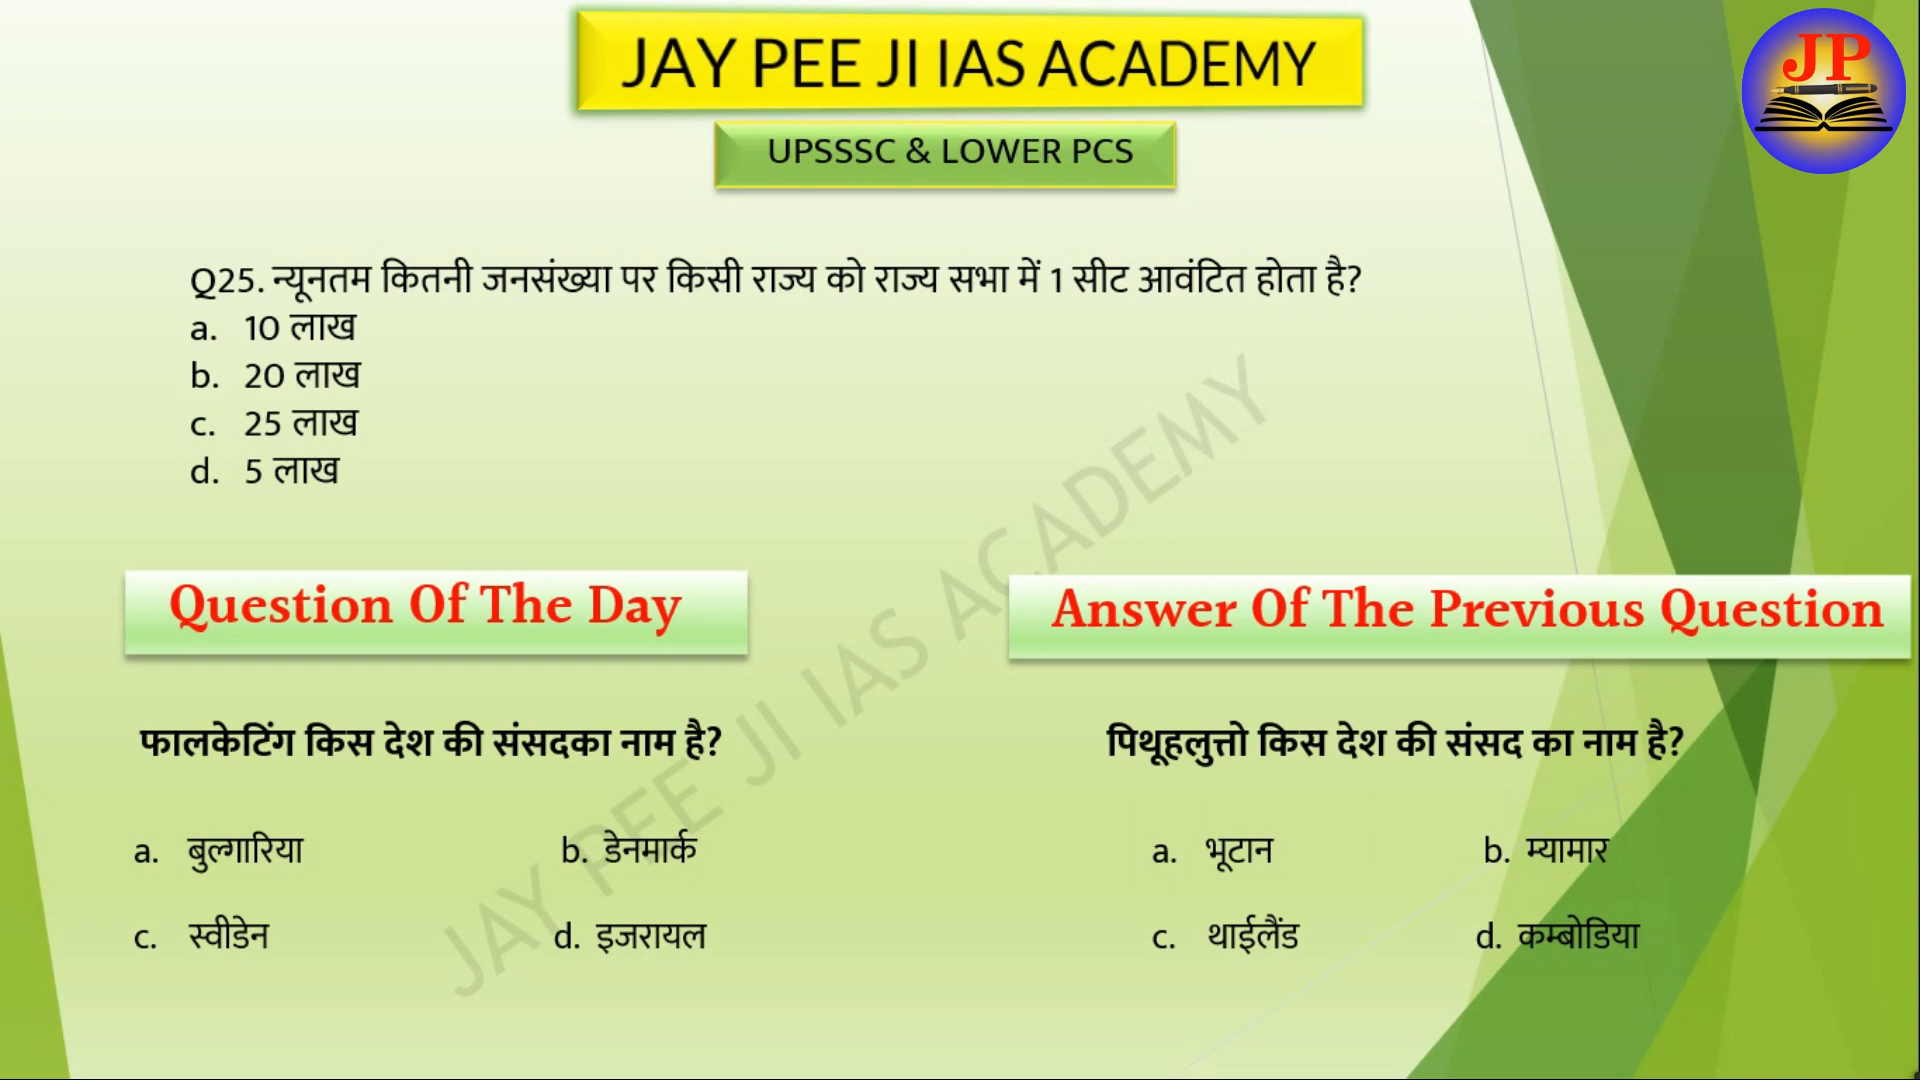 JAY PEE JI IAS ACADEMY
JP
UPSSSC & LOWER PCS
Q25. न्यूनतम कितनी जनसंख्या पर किसी राज्य को राज्य सभा में 1 सीट आवंटित होता है?
a. 10 लाख
b. 20 लाख
c. 25 लाख
d. 5 लाख
JAY PEE JI IAS ACADEMY
Question Of The Day
फालकेटिंग किस देश की संसदका नाम है?
a. बुल्गारिया b. डेनमार्क
c. स्वीडेन d. इजरायल
Answer Of The Previous Question
पिथूहलुत्तो किस देश की संसद का नाम है?
a. भूटान b. म्यामार
c. थाईलैंड d. कम्बोडिया